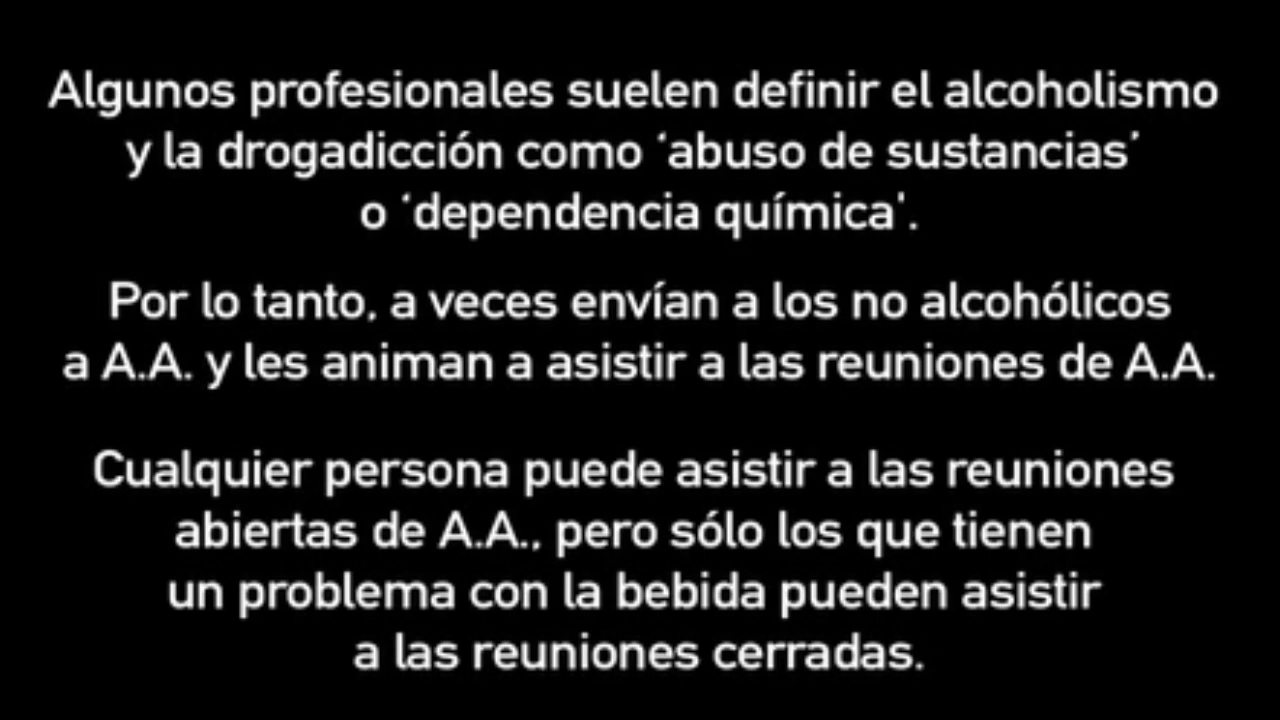 Algunos profesionales suelen definir el alcoholismo
y la drogadicción como ‘abuso de sustancias’
o ‘dependencia química'.
Por lo tanto, a veces envían a los no alcohólicos
a A.A. y les animan a asistir a las reuniones de A.A.
Cualquier persona puede asistir a las reuniones
abiertas de A.A., pero sólo los que tienen
un problema con la bebida pueden asistir
a las reuniones cerradas.